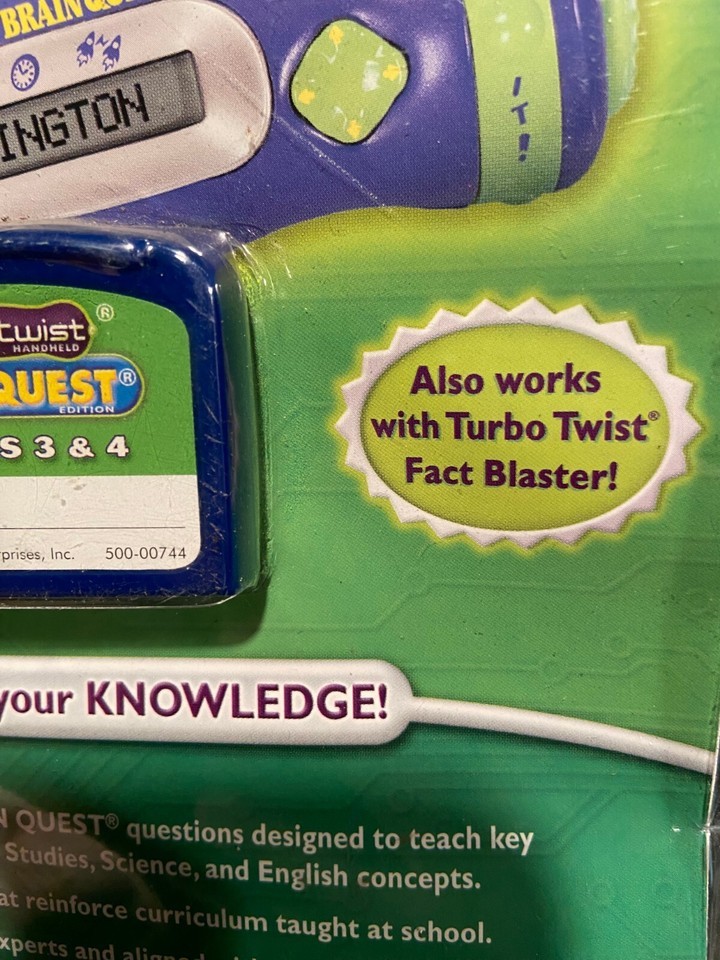 BRAIN QU
INGTON
IT!
twist®
HANDHELD
QUEST®
EDITION
S 3 & 4
prises, Inc. 500-00744
Also works
with Turbo Twist®
Fact Blaster!
your KNOWLEDGE!
N QUEST® questions designed to teach key
Studies, Science, and English concepts.
at reinforce curriculum taught at school.
xperts and aligned